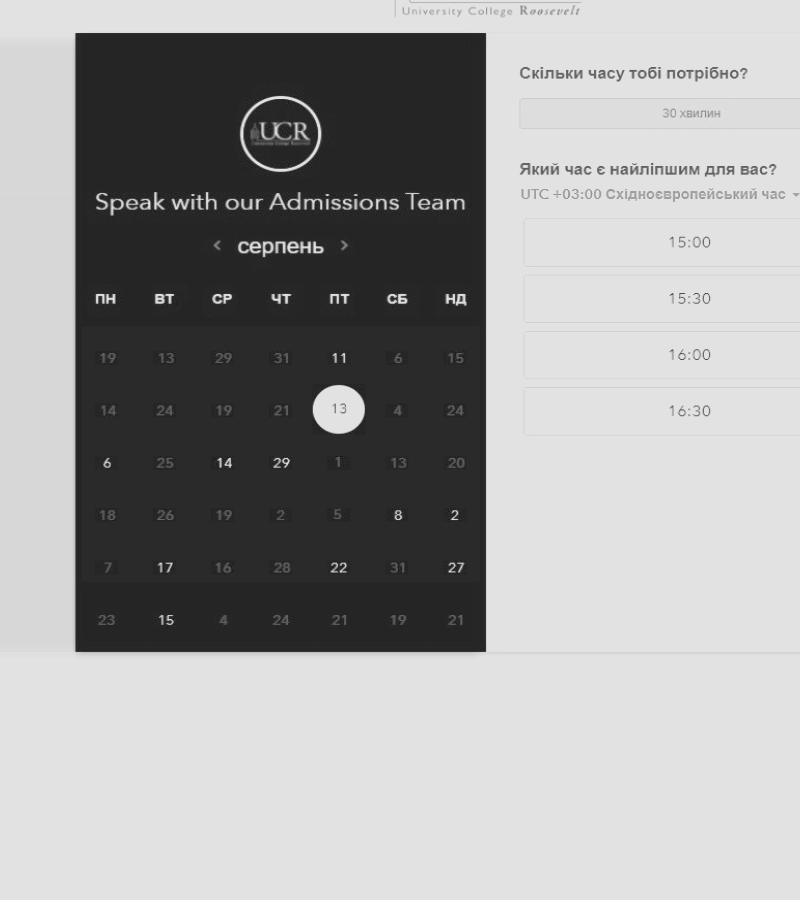 University College Roosevelt
UCR
Speak with our Admissions Team
< серпень >
ПН ВТ СР ЧТ ПТ СБ НД
19 13 29 31 11 6 15
14 24 19 21 13 4 24
6 25 14 29 1 13 20
18 26 19 2 5 8 2
7 17 16 28 22 31 27
23 15 4 24 21 19 21
Скільки часу тобі потрібно?
30 хвилин
Який час є найліпшим для вас?
UTC +03:00 Східноєвропейський час
15:00
15:30
16:00
16:30